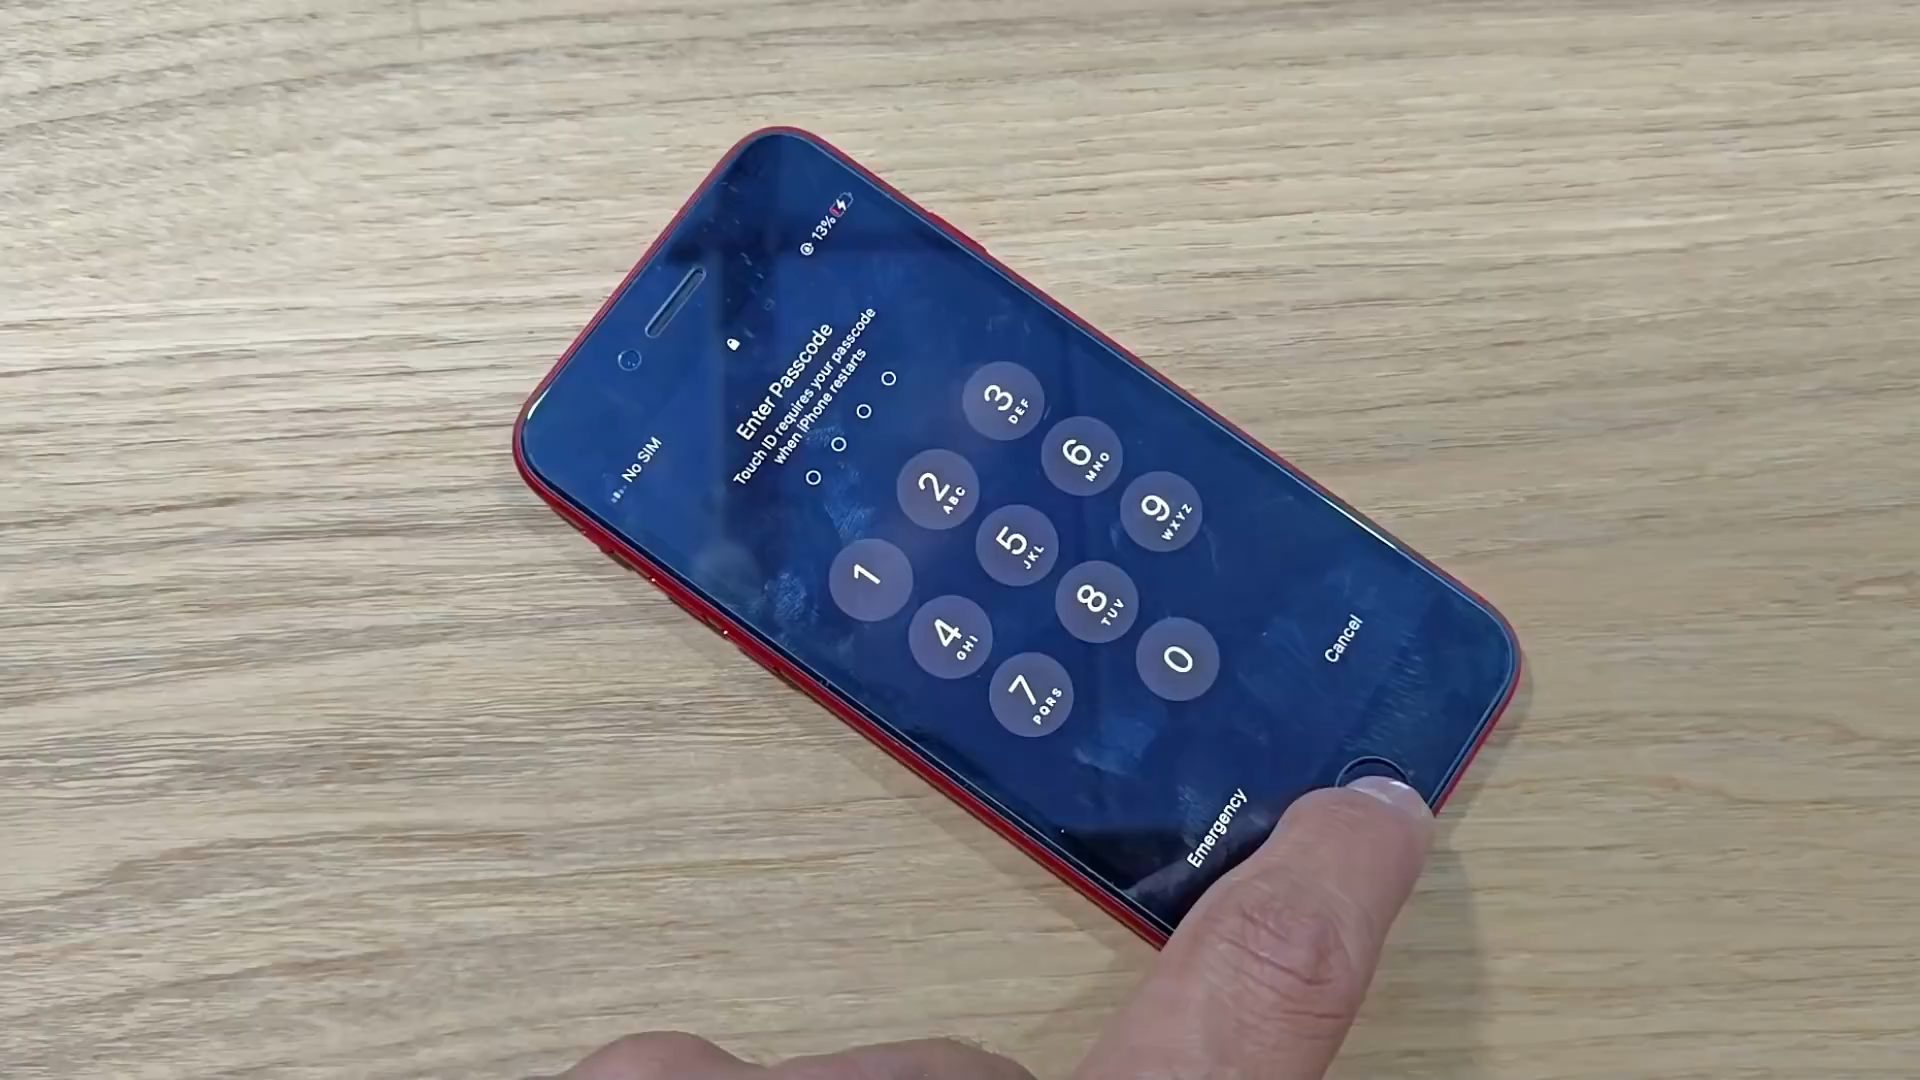 No SIM
13%
Enter Passcode
Touch ID requires your passcode
when iPhone restarts
1
2
ABC
3
DEF
4
GHI
5
JKL
6
MNO
7
PQRS
8
TUV
9
WXYZ
0
Emergency
Cancel